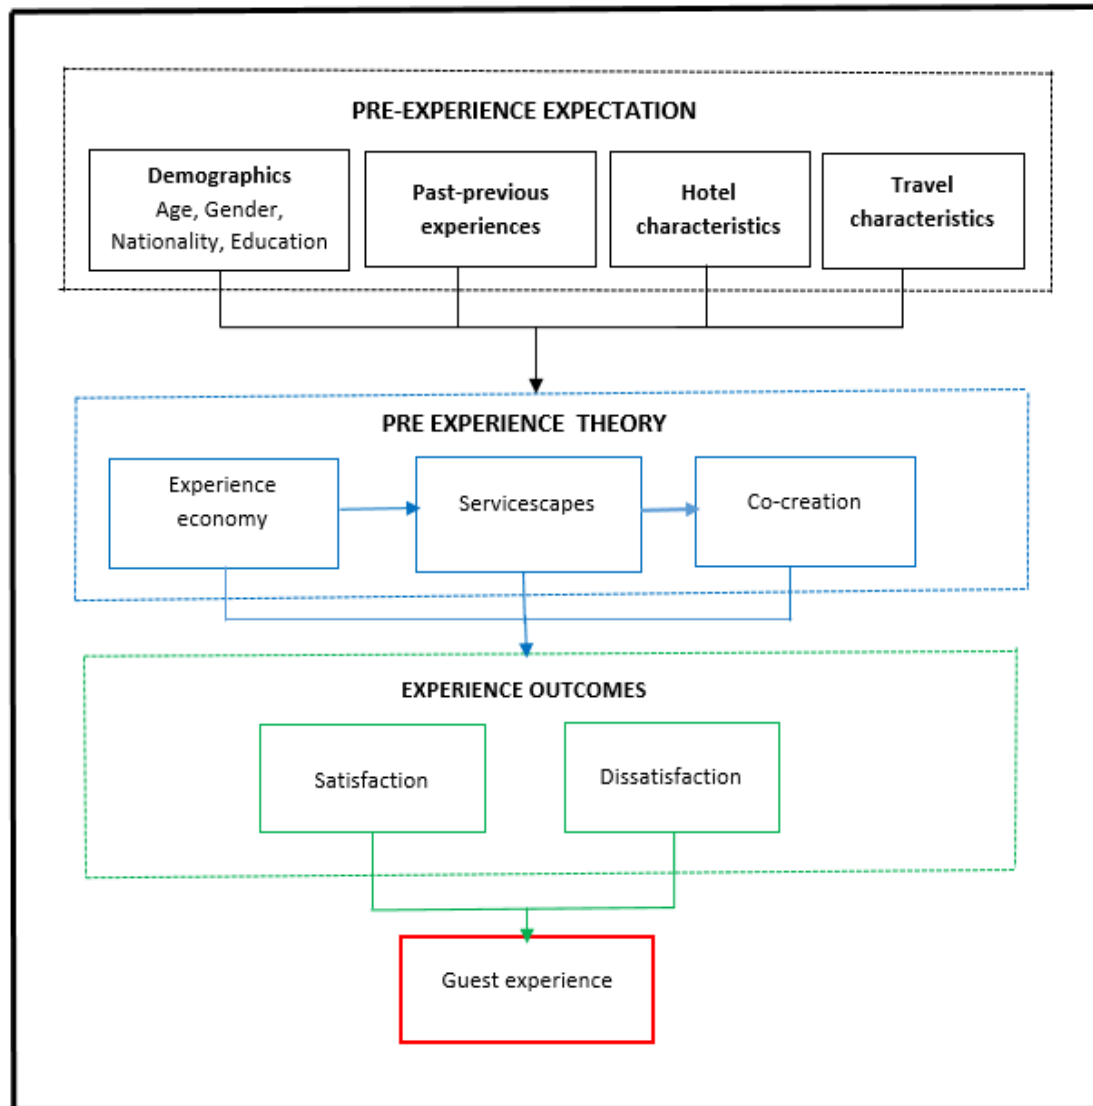 PRE-EXPERIENCE EXPECTATION
Demographics
Age, Gender,
Nationality, Education
Past-previous
experiences
Hotel
characteristics
Travel
characteristics
PRE EXPERIENCE  THEORY
Experience
economy
Servicescapes
Co-creation
EXPERIENCE OUTCOMES
Satisfaction
Dissatisfaction
Guest experience